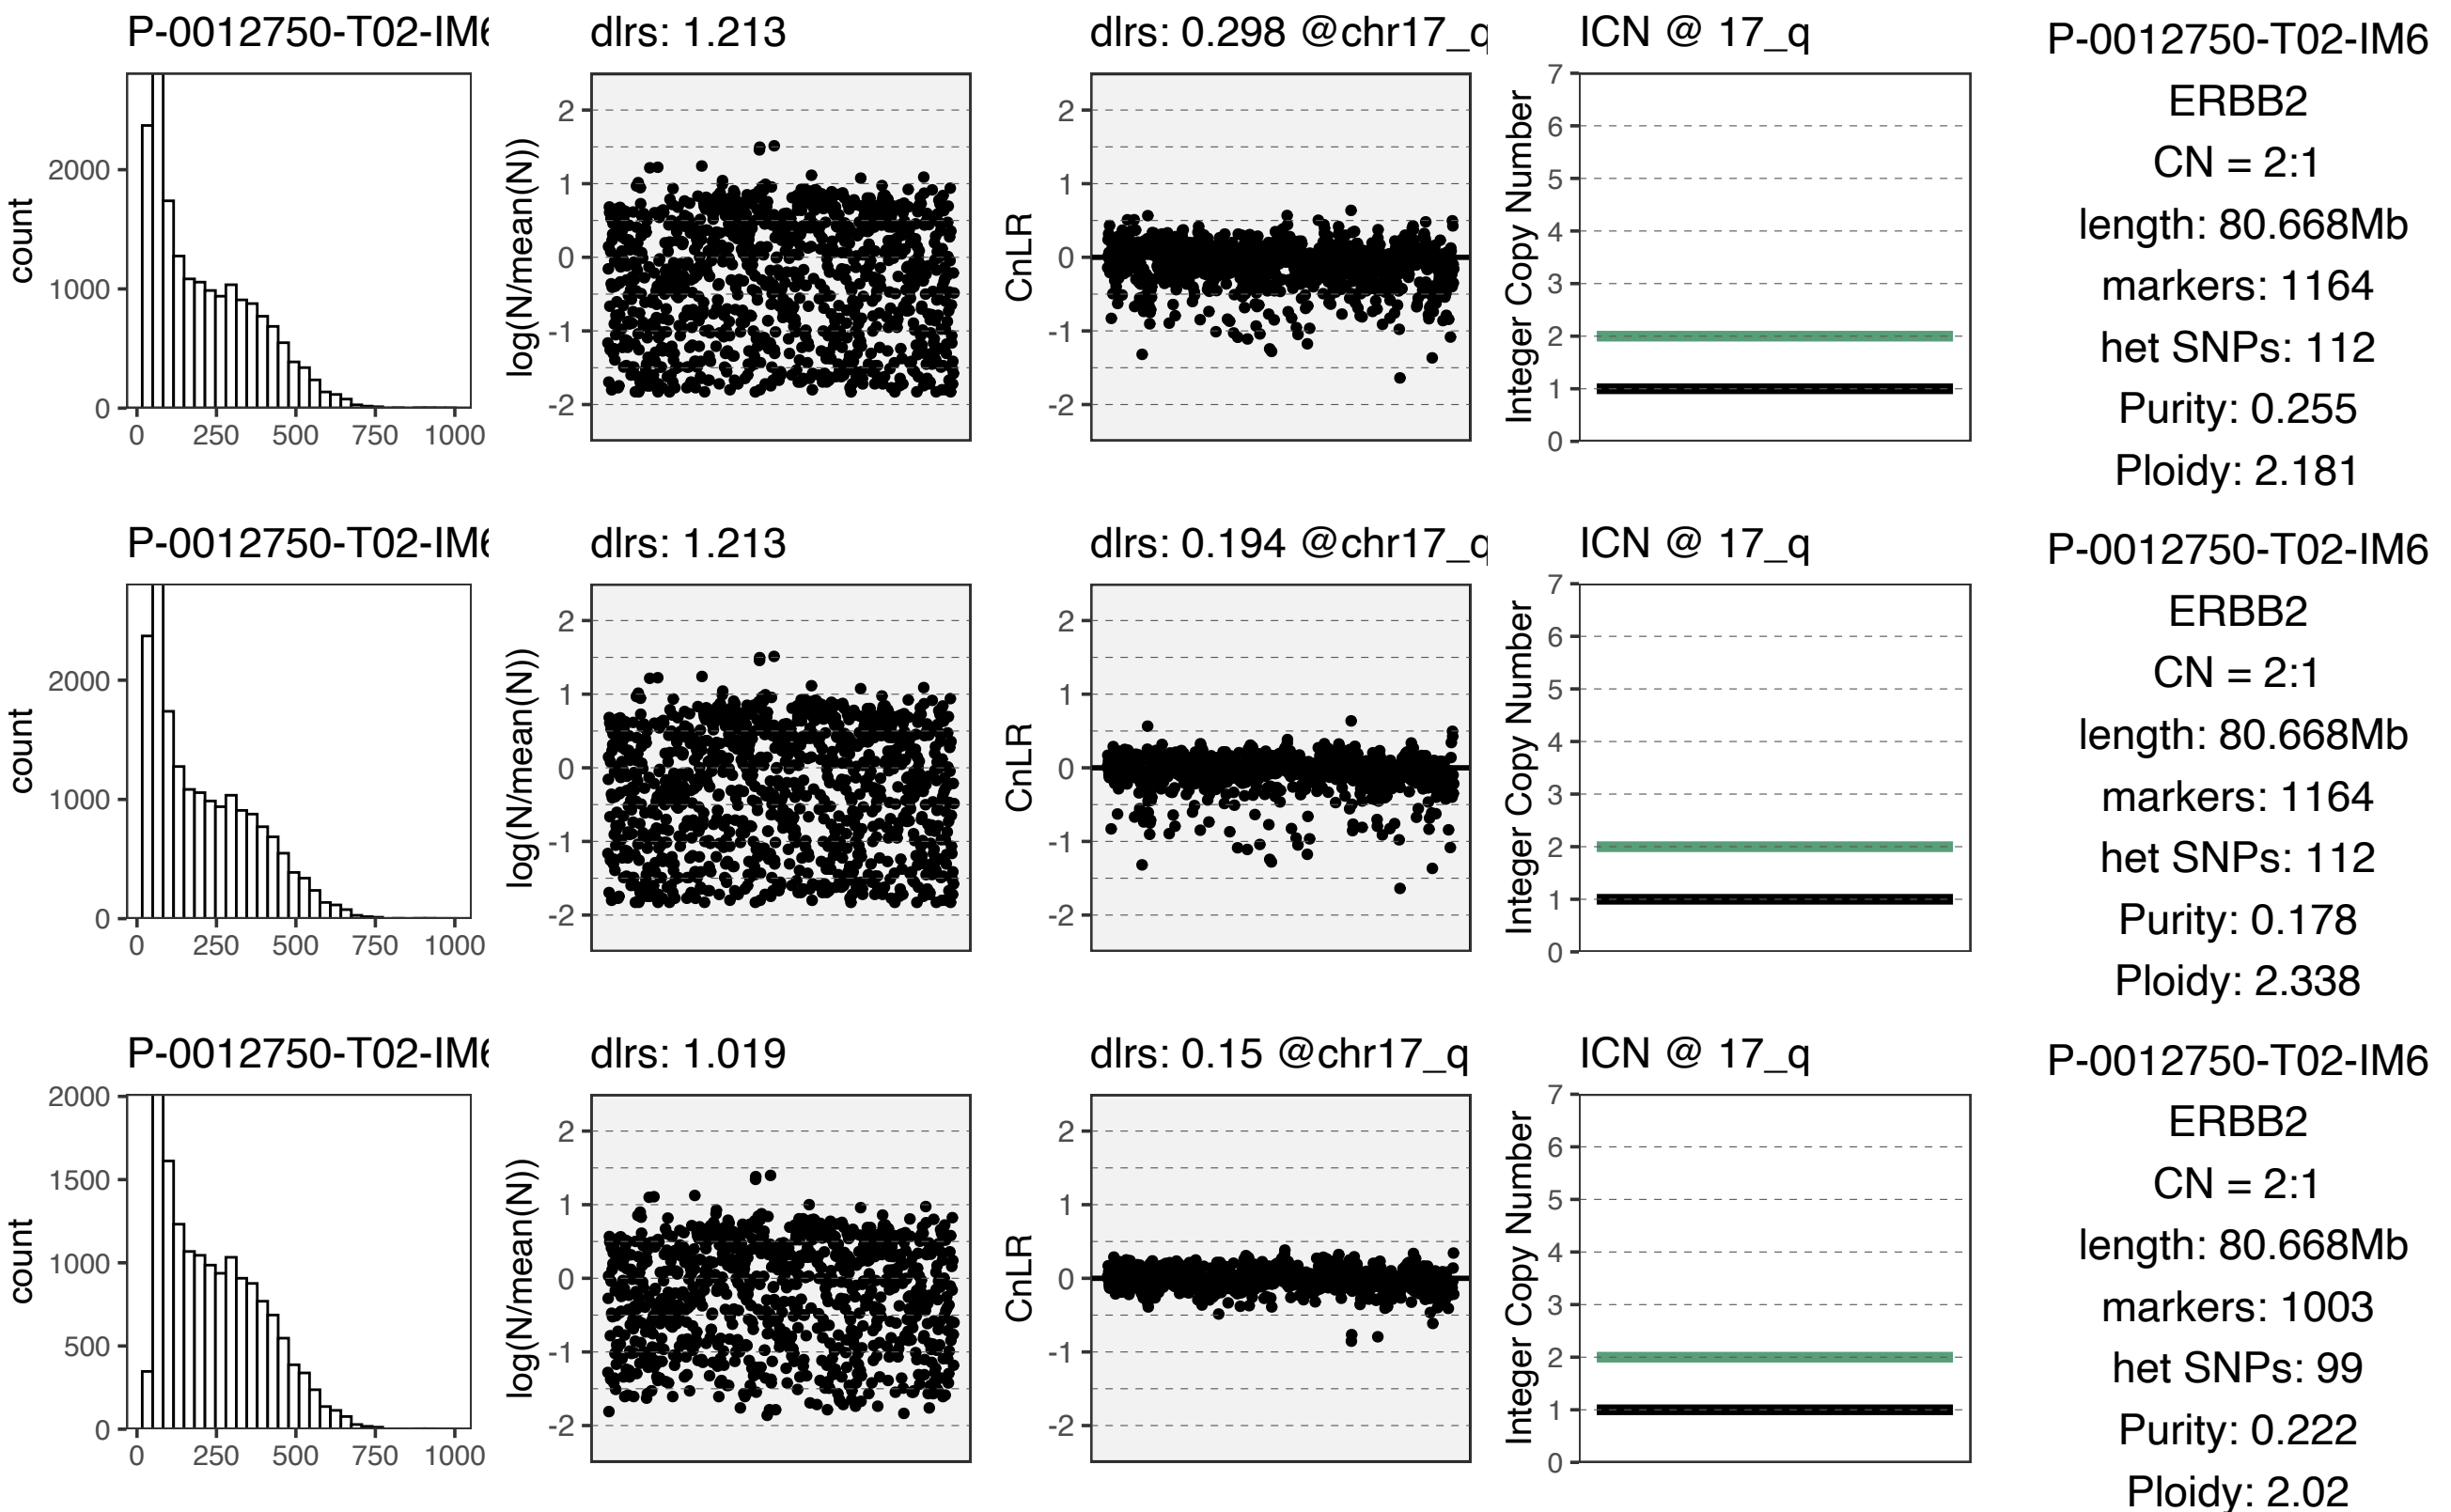 P-0012750-T02-IM6
dlrs: 1.213
dlrs: 0.298 @chr17_q
ICN @ 17_q
count
2000
1000
0
0 250 500 750 1000
log(N/mean(N))
2
1
0
-1
-2
CnLR
2
1
0
-1
-2
Integer Copy Number
7
6
5
4
3
2
1
0
P-0012750-T02-IM6
ERBB2
CN = 2:1
length: 80.668Mb
markers: 1164
het SNPs: 112
Purity: 0.255
Ploidy: 2.181
P-0012750-T02-IM6
dlrs: 1.213
dlrs: 0.194 @chr17_q
ICN @ 17_q
count
2000
1000
0
0 250 500 750 1000
log(N/mean(N))
2
1
0
-1
-2
CnLR
2
1
0
-1
-2
Integer Copy Number
7
6
5
4
3
2
1
0
P-0012750-T02-IM6
ERBB2
CN = 2:1
length: 80.668Mb
markers: 1164
het SNPs: 112
Purity: 0.178
Ploidy: 2.338
P-0012750-T02-IM6
dlrs: 1.019
dlrs: 0.15 @chr17_q
ICN @ 17_q
count
2000
1500
1000
500
0
0 250 500 750 1000
log(N/mean(N))
2
1
0
-1
-2
CnLR
2
1
0
-1
-2
Integer Copy Number
7
6
5
4
3
2
1
0
P-0012750-T02-IM6
ERBB2
CN = 2:1
length: 80.668Mb
markers: 1003
het SNPs: 99
Purity: 0.222
Ploidy: 2.02